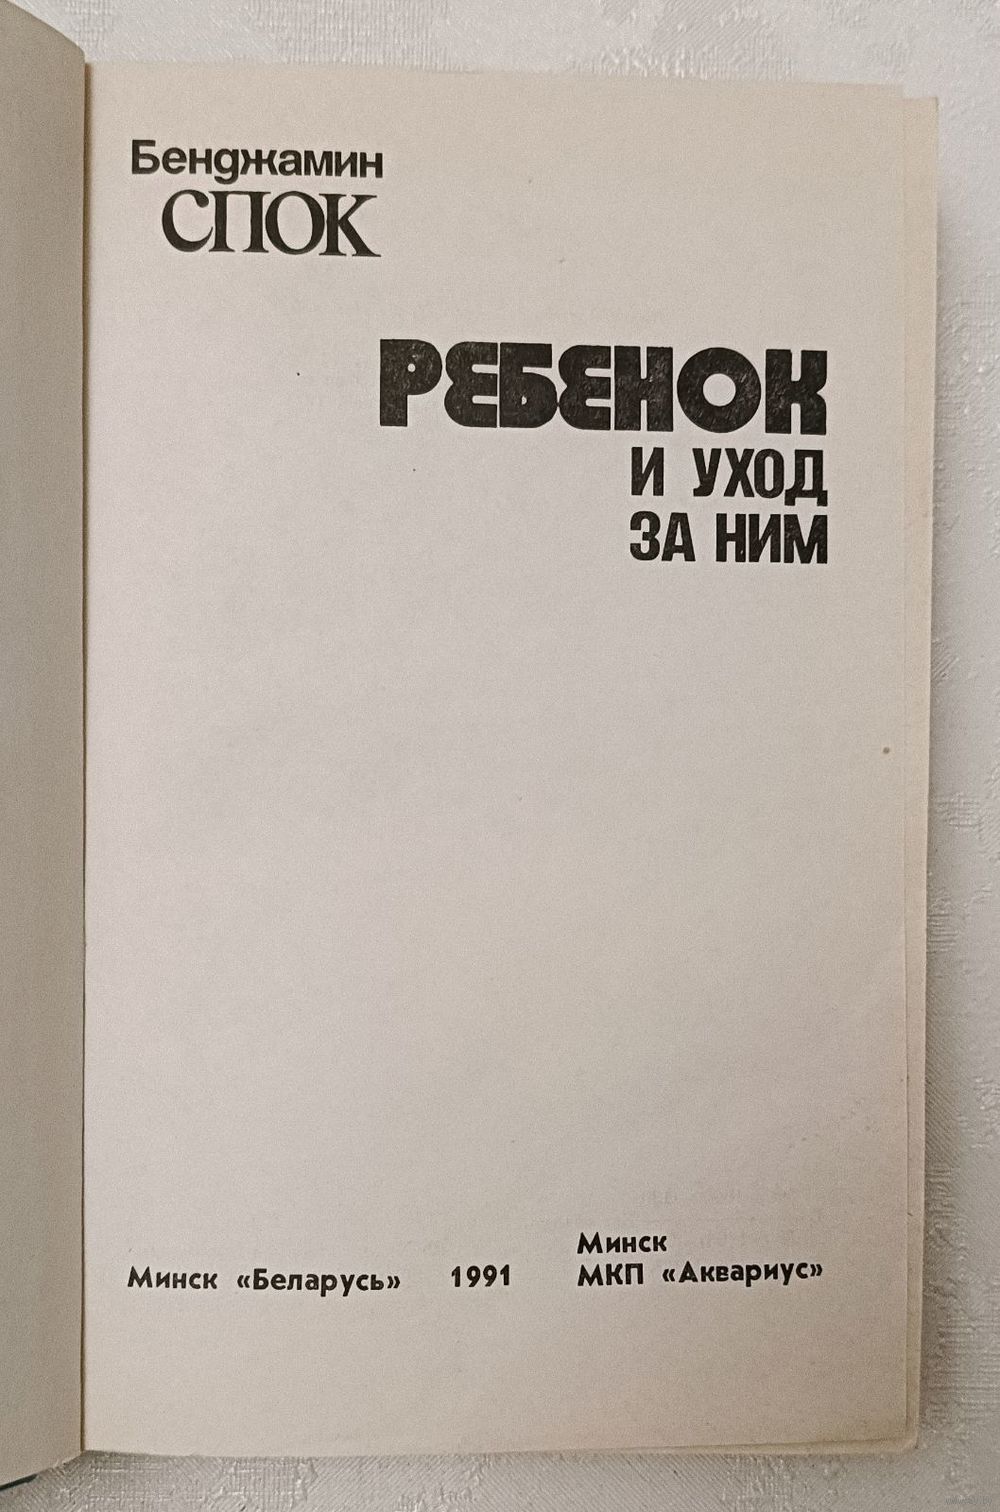 Бенджамин
СПОК
РЕБЕНОК
И УХОД
ЗА НИМ
Минск «Беларусь» 1991
Минск
МКП «Аквариус»